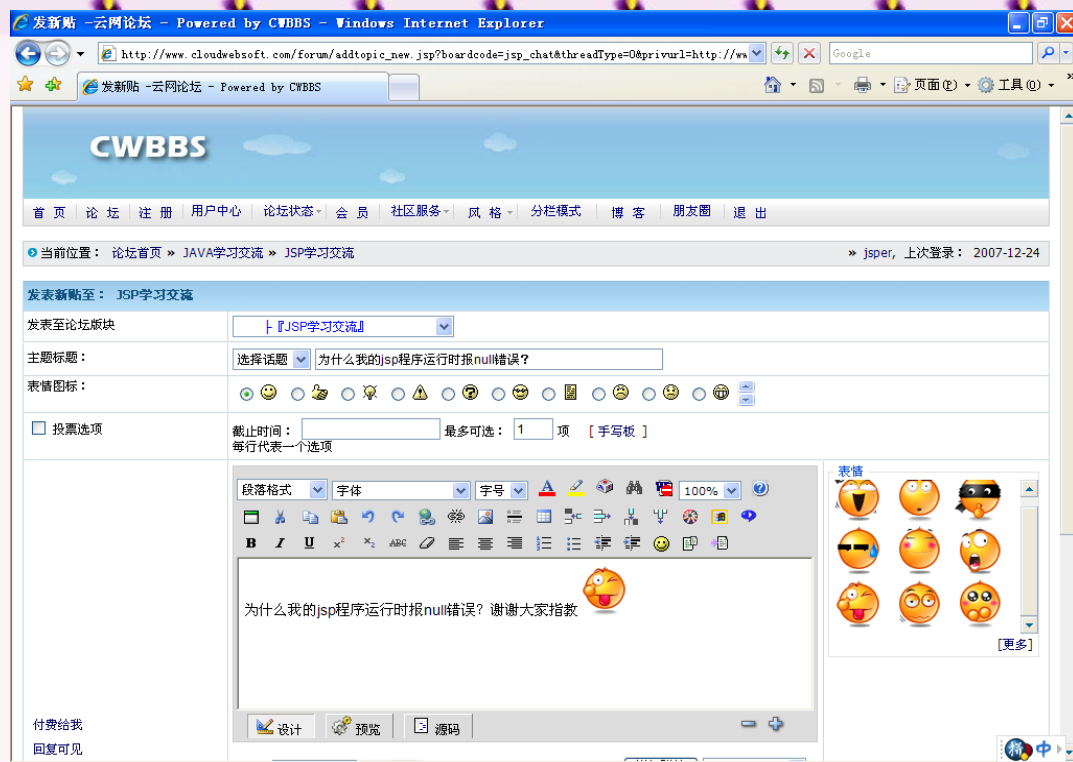 发新贴 -云网论坛 - Powered by CWBBS - Windows Internet Explorer
http://www.cloudwebsoft.com/forum/addtopic_new.jsp?boardcode=jsp_chat&threadType=0&privurl=http://ww
Google
发新贴 -云网论坛 - Powered by CWBBS
页面(P)
工具(O)
CWBBS
首 页 论 坛 注 册 用户中心 论坛状态 会 员 社区服务 风 格 分栏模式 博 客 朋友圈 退 出
当前位置： 论坛首页 » JAVA学习交流 » JSP学习交流
» jsper, 上次登录： 2007-12-24
发表新贴至： JSP学习交流
发表至论坛版块
├『JSP学习交流』
主题标题：
选择话题
为什么我的jsp程序运行时报null错误?
表情图标：
投票选项
截止时间：
最多可选： 1 项 [ 手写板 ]
每行代表一个选项
段落格式 字体 字号 100%
表情
B I U x² x₂ ABC
为什么我的jsp程序运行时报null错误? 谢谢大家指教
[更多]
设计 预览 源码
付费给我
回复可见
拼 中